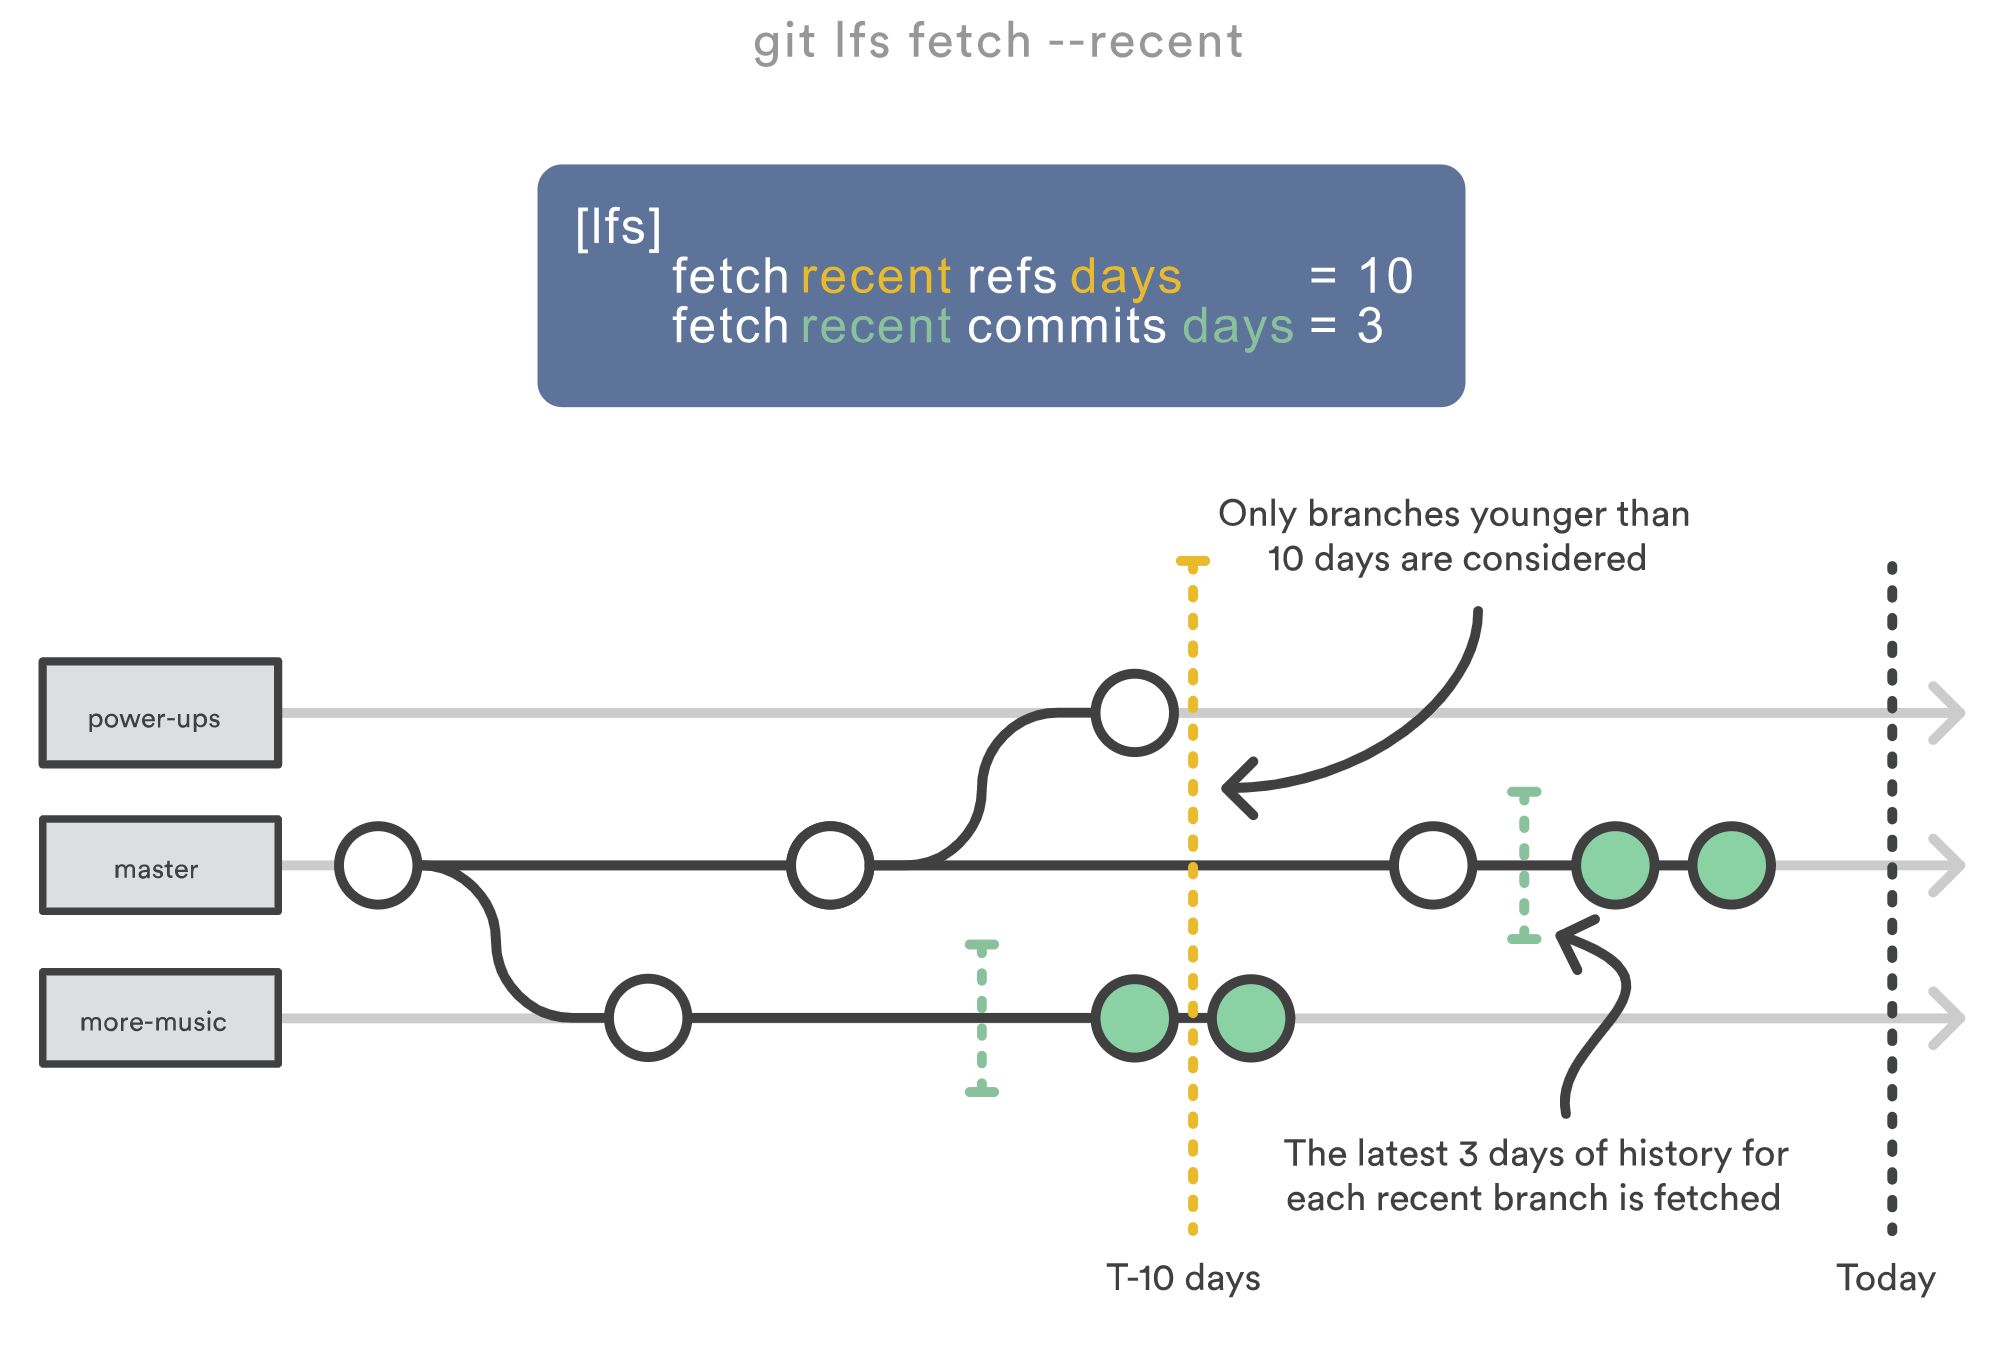 git lfs fetch --recent
[lfs]
fetch recent refs days = 10
fetch recent commits days = 3
Only branches younger than
10 days are considered
power-ups
master
more-music
The latest 3 days of history for
each recent branch is fetched
T-10 days
Today